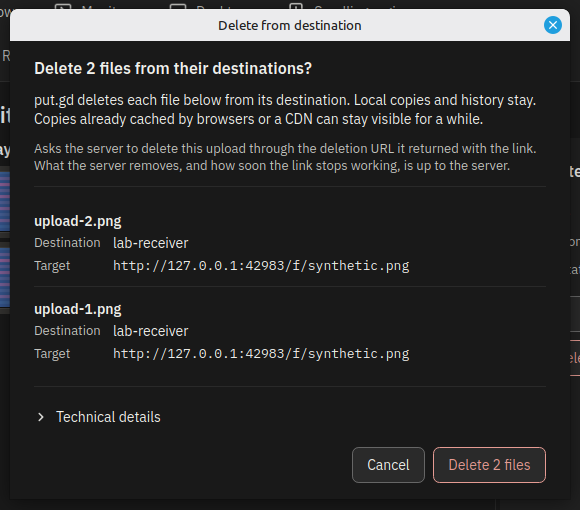 Delete from destination
Delete 2 files from their destinations?
put.gd deletes each file below from its destination. Local copies and history stay.
Copies already cached by browsers or a CDN can stay visible for a while.
Asks the server to delete this upload through the deletion URL it returned with the link.
What the server removes, and how soon the link stops working, is up to the server.
upload-2.png
Destination lab-receiver
Target http://127.0.0.1:42983/f/synthetic.png
upload-1.png
Destination lab-receiver
Target http://127.0.0.1:42983/f/synthetic.png
Technical details
Cancel Delete 2 files